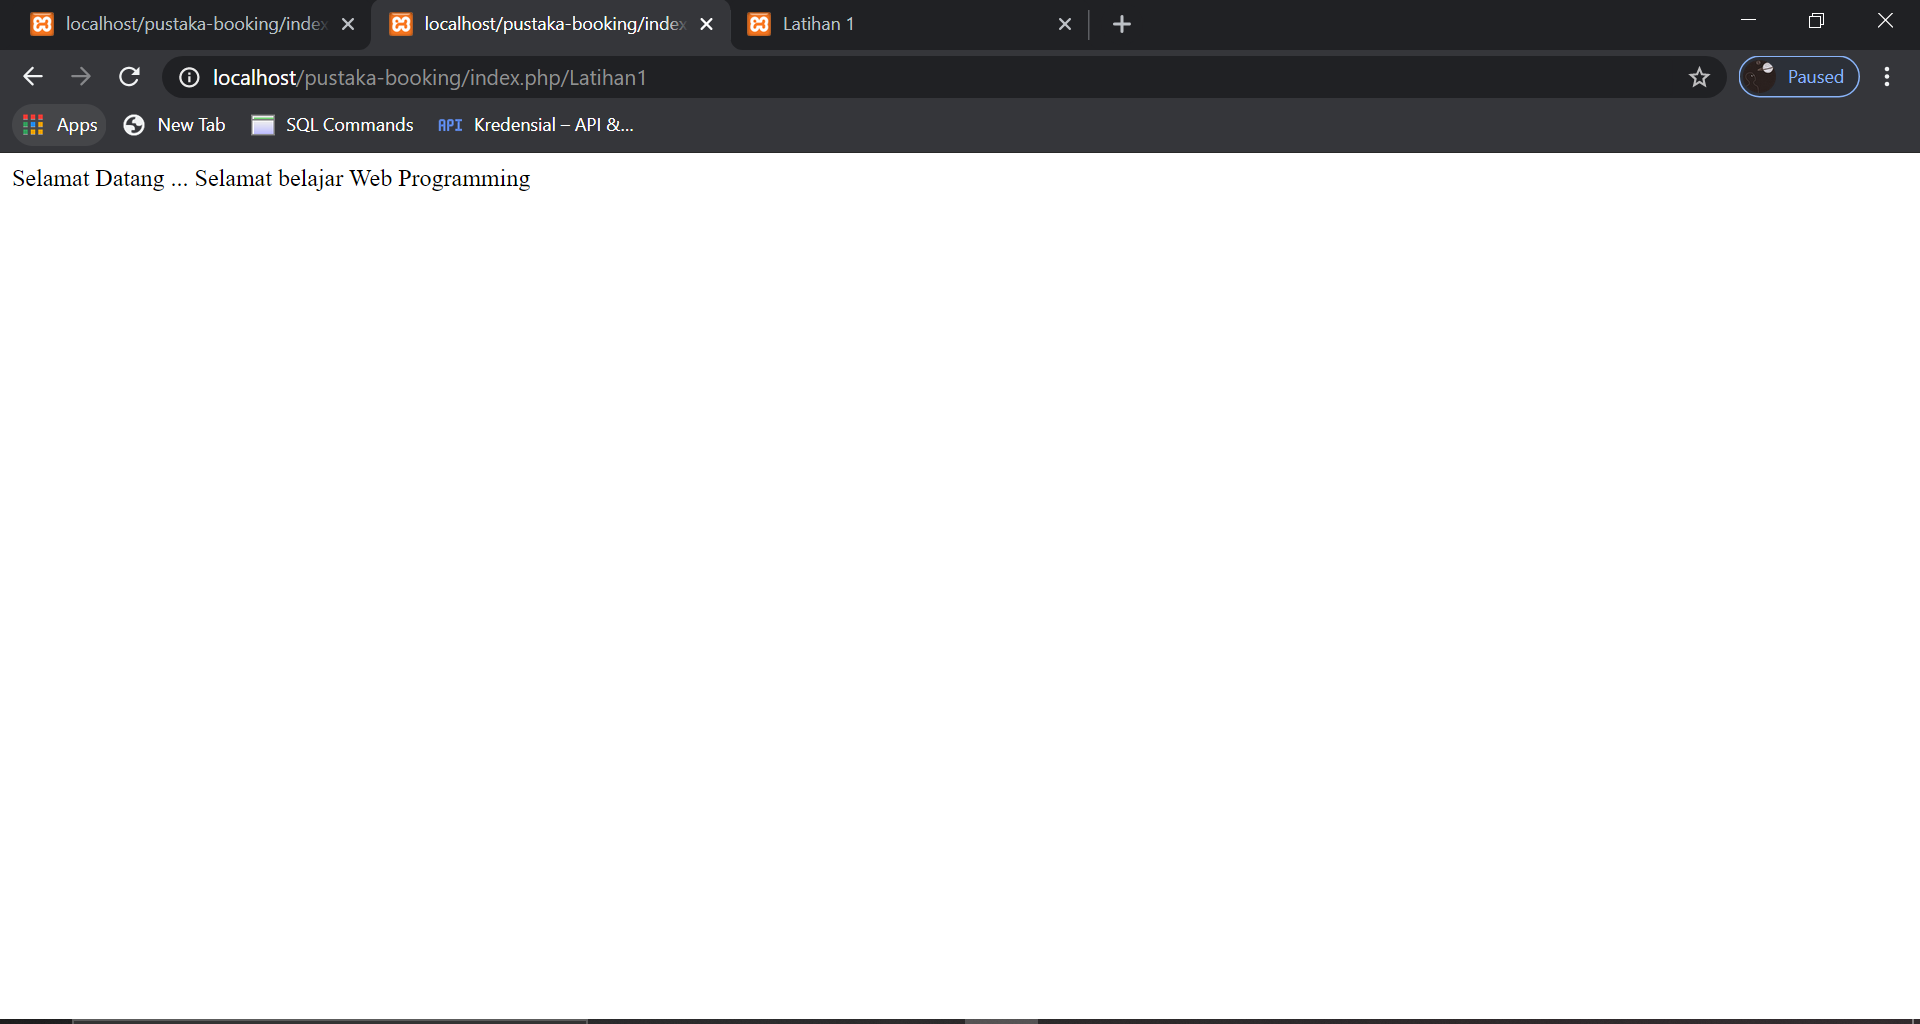 localhost/pustaka-booking/index
localhost/pustaka-booking/index
Latihan 1
localhost/pustaka-booking/index.php/Latihan1
Paused
Apps
New Tab
SQL Commands
API
Kredensial – API &...
Selamat Datang ... Selamat belajar Web Programming